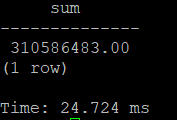 sum
--------------
310586483.00
(1 row)
Time: 24.724 ms